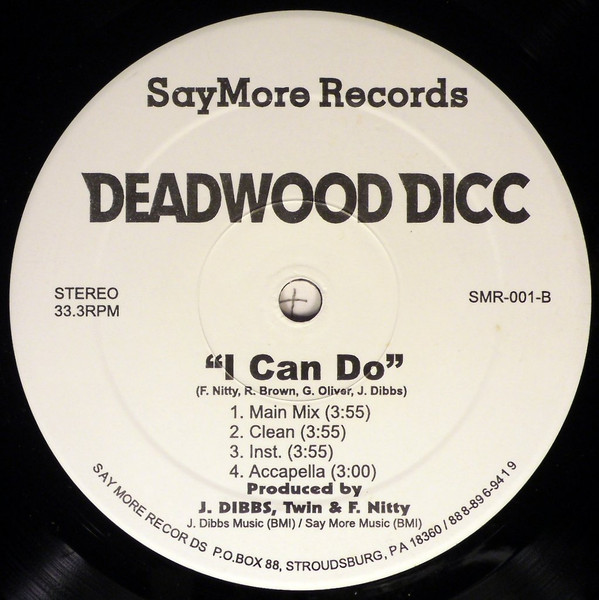 SayMore Records
DEADWOOD DICC
STEREO
33.3RPM
SMR-001-B
“I Can Do”
(F. Nitty, R. Brown, G. Oliver, J. Dibbs)
1. Main Mix (3:55)
2. Clean (3:55)
3. Inst. (3:55)
4. Accapella (3:00)
Produced by
J. DIBBS, Twin & F. Nitty
J. Dibbs Music (BMI) / Say More Music (BMI)
SAY MORE RECORDS P.O.BOX 88, STROUDSBURG, PA 18360 / 888-896-9419